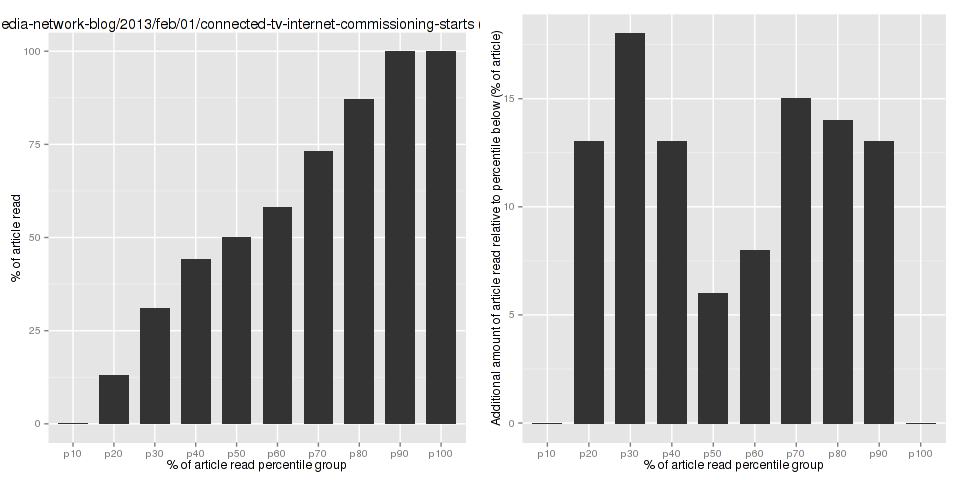 edia-network-blog/2013/feb/01/connected-tv-internet-commissioning-starts (
% of article read
100
75
50
25
0
p10 p20 p30 p40 p50 p60 p70 p80 p90 p100
% of article read percentile group
Additional amount of article read relative to percentile below (% of article)
15
10
5
0
p10 p20 p30 p40 p50 p60 p70 p80 p90 p100
% of article read percentile group